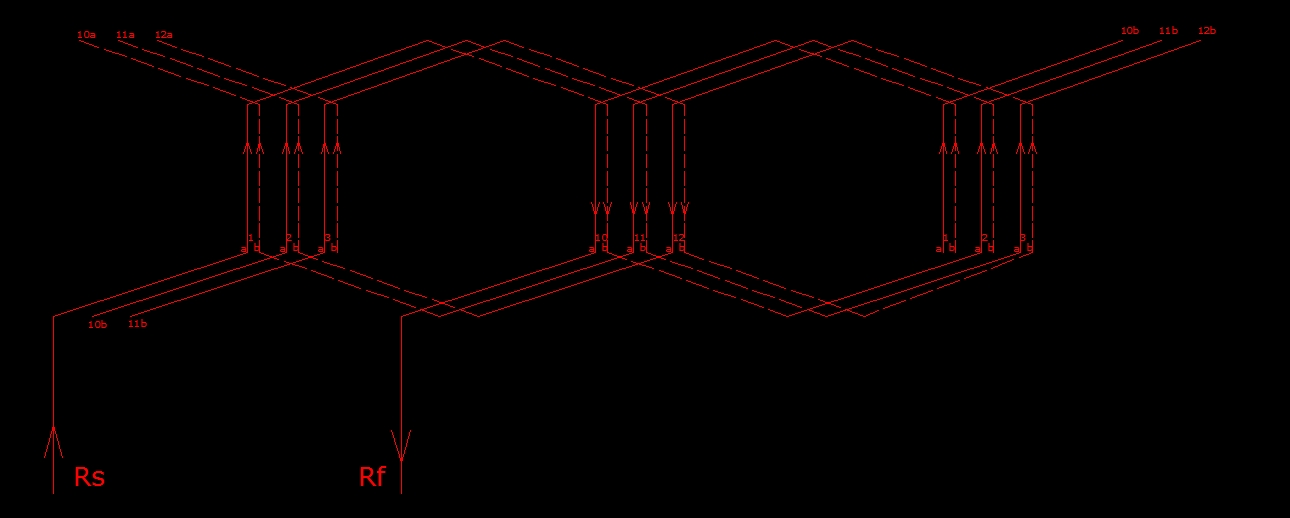 10a 11a 12a
10b 11b 12b
1 2 3
a b a b a b
10 11 12
a b a b a b
1 2 3
a b a b a b
10b 11b
Rs
Rf